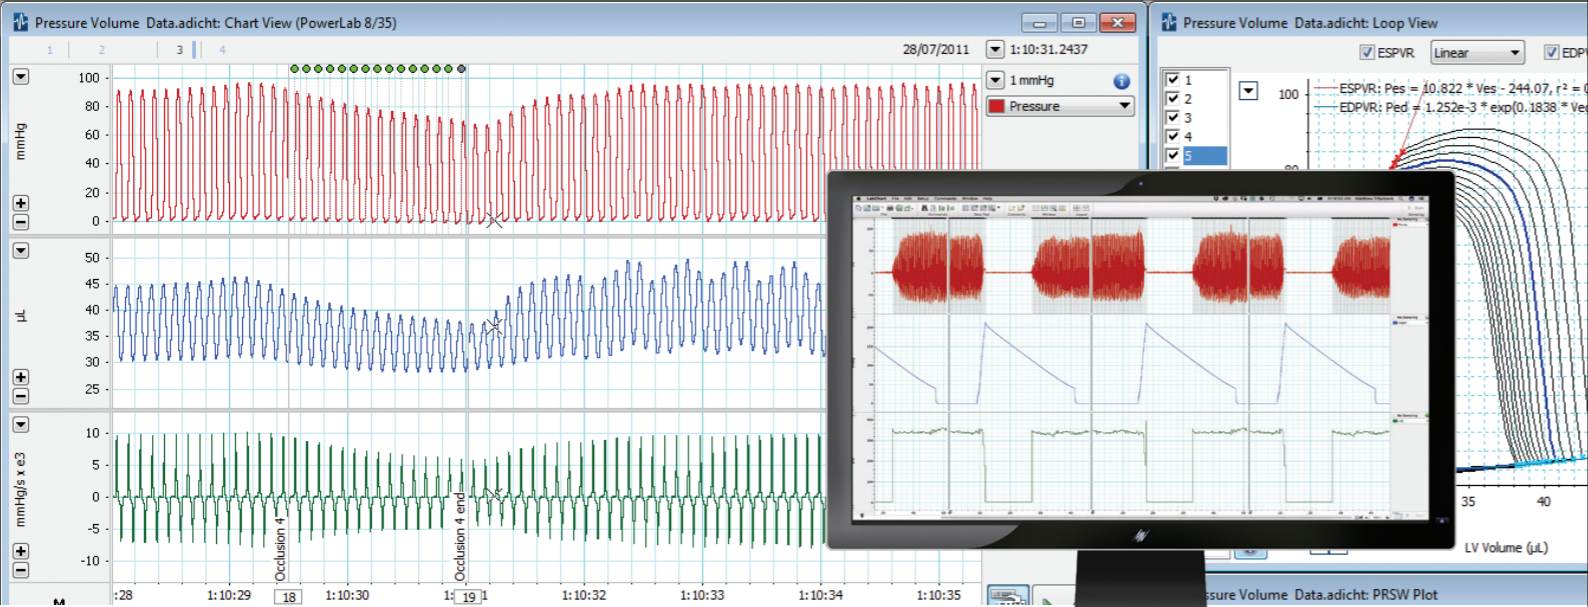 Pressure Volume Data.adicht: Chart View (PowerLab 8/35)
1 2 3 4
28/07/2011 1:10:31.2437
1 mmHg
Pressure
100
80
60
40
20
0
mmHg
50
45
40
35
30
25
µL
10
5
0
-5
-10
mmHg/s x e3
Occlusion 4
Occlusion 4 end
:28 1:10:29 18 1:10:30 19 1:10:32 1:10:33 1:10:34 1:10:35
M
Pressure Volume Data.adicht: Loop View
ESPVR Linear
1
2
3
4
5
100
ESPVR: Pes = 10.822 * Ves - 244.07, r² =
EDPVR: Ped = 1.252e-3 * exp(0.1838 *
35 40
LV Volume (µL)
ssure Volume Data.adicht: PRSW Plot